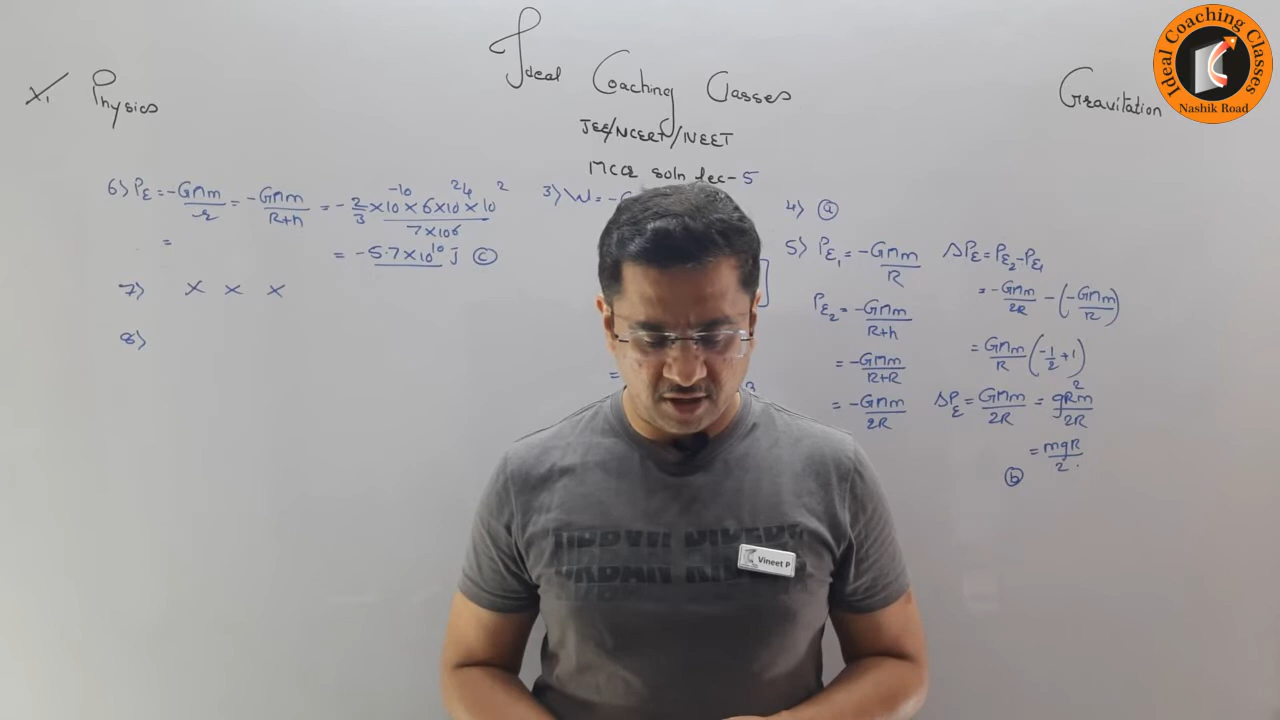 Ideal Coaching Classes
XI Physics
Gravitation
Ideal Coaching Classes
Nashik Road
JEE/NCERT/NEET
MCQ soln lec-5
6) PE = -GMm/r = -GMm/R+h = -2/3 × 10^-10 × 6 × 10^24 × 10^2 / 7 × 10^6
=
= -5.7 × 10^10 J (c)
7) × × ×
8)
3) W = -G
=
4) (a)
5) PE1 = -GMm/R
PE2 = -GMm/R+h
= -GMm/R+R
= -GMm/2R
ΔPE = PE2 - PE1
= -GMm/2R - (-GMm/R)
= GMm/R (-1/2 + 1)
ΔPE = GMm/2R = gR^2m/2R
= mgR/2.
(b)
Vineet P